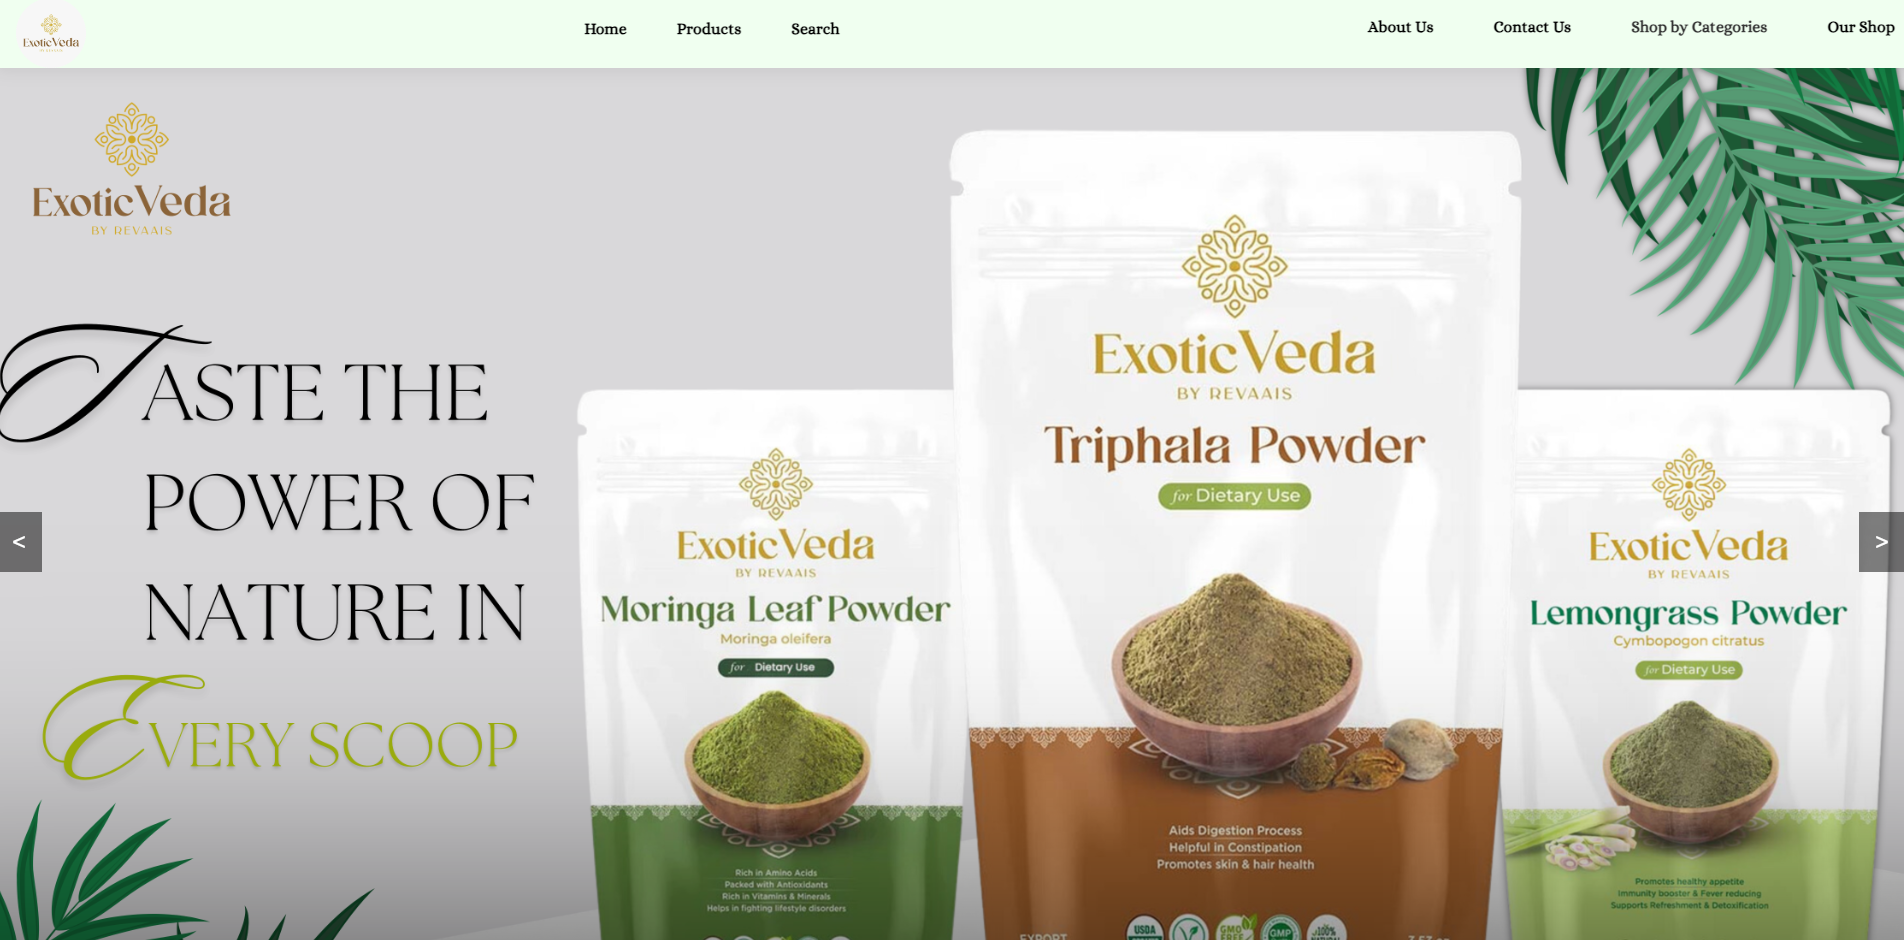 ExoticVeda
Home
Products
Search
About Us
Contact Us
Shop by Categories
Our Shop
ExoticVeda
BY REVAAIS
TASTE THE
POWER OF
NATURE IN
EVERY SCOOP
<
>
ExoticVeda
BY REVAAIS
Moringa Leaf Powder
Moringa oleifera
for Dietary Use
Rich in Amino Acids
Packed with Antioxidants
Rich in Vitamins & Minerals
Helps in fighting lifestyle disorders
ExoticVeda
BY REVAAIS
Triphala Powder
for Dietary Use
Aids Digestion Process
Helpful in Constipation
Promotes skin & hair health
EXPORT
USDA
GMO
FREE
GMP
100%
ExoticVeda
BY REVAAIS
Lemongrass Powder
Cymbopogon citratus
for Dietary Use
Promotes healthy appetite
Immunity booster & Fever reducing
Supports Refreshment & Detoxification